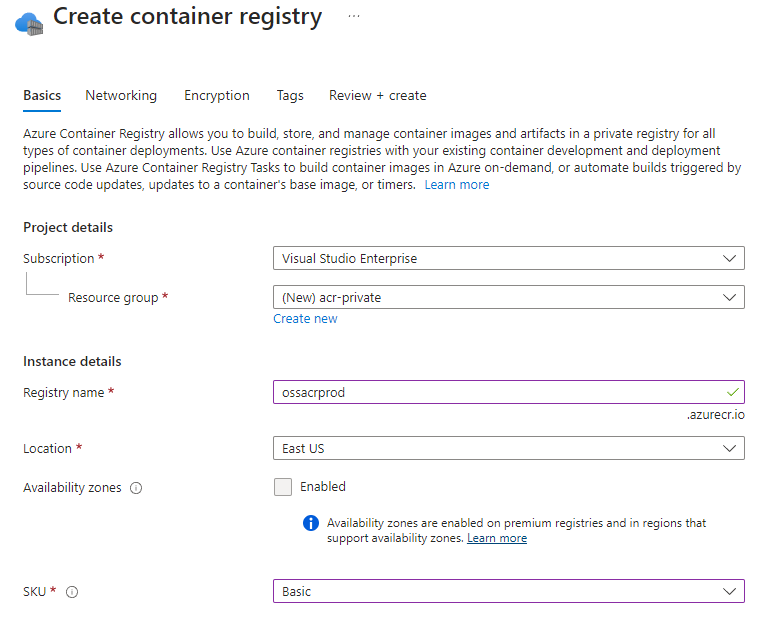 Create container registry ...
Basics Networking Encryption Tags Review + create
Azure Container Registry allows you to build, store, and manage container images and artifacts in a private registry for all
types of container deployments. Use Azure container registries with your existing container development and deployment
pipelines. Use Azure Container Registry Tasks to build container images in Azure on-demand, or automate builds triggered by
source code updates, updates to a container's base image, or timers. Learn more
Project details
Subscription * Visual Studio Enterprise
Resource group * (New) acr-private
Create new
Instance details
Registry name * ossacrprod
.azurecr.io
Location * East US
Availability zones Enabled
Availability zones are enabled on premium registries and in regions that
support availability zones. Learn more
SKU * Basic